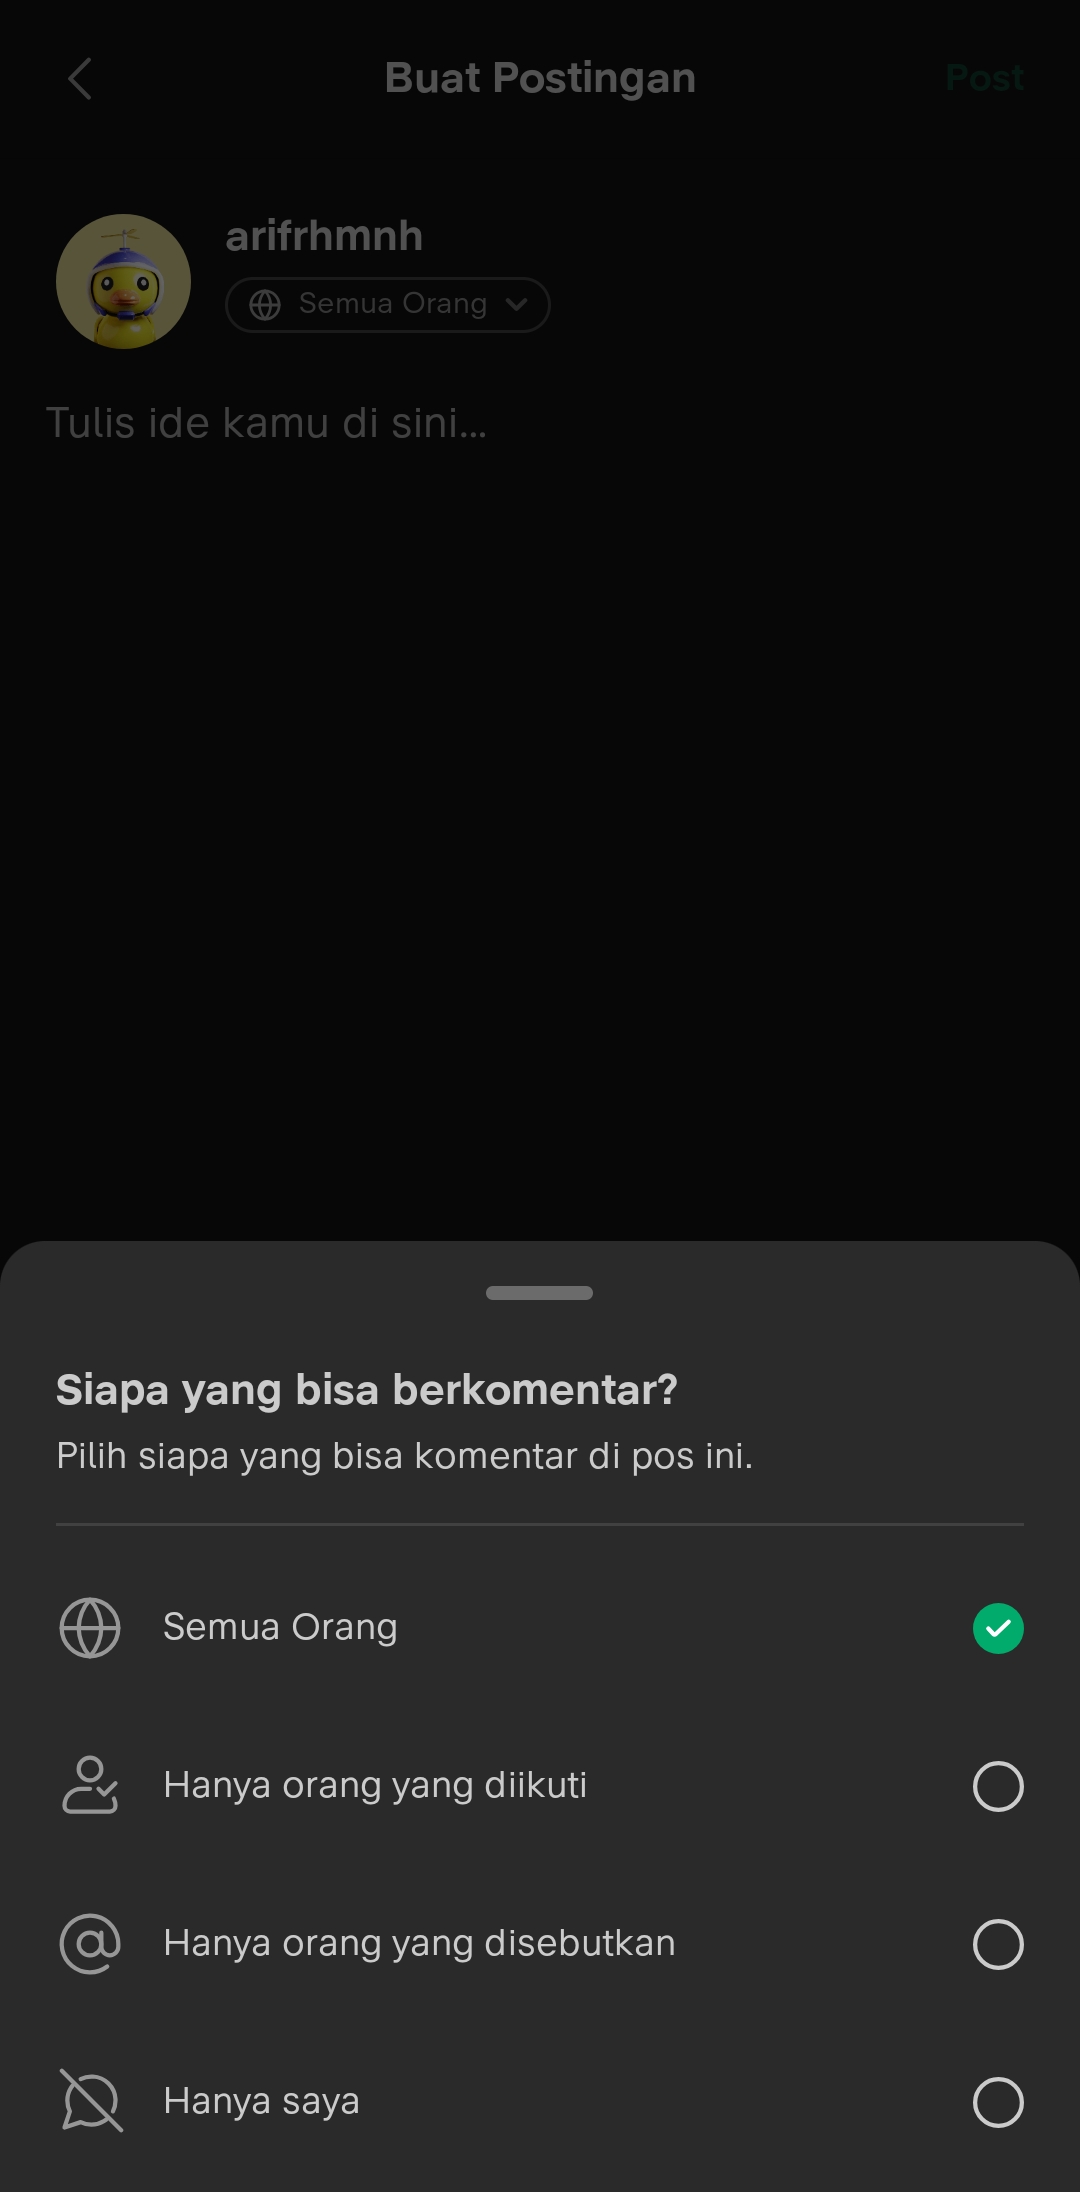 Buat Postingan
Post
arifrhmnh
Semua Orang
Tulis ide kamu di sini...
Siapa yang bisa berkomentar?
Pilih siapa yang bisa komentar di pos ini.
Semua Orang
Hanya orang yang diikuti
Hanya orang yang disebutkan
Hanya saya